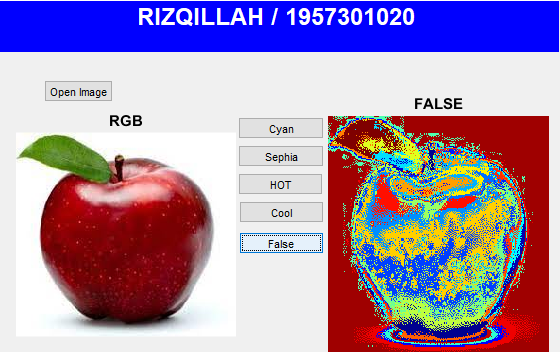 RIZQILLAH / 1957301020
Open Image
RGB
FALSE
Cyan
Sephia
HOT
Cool
False